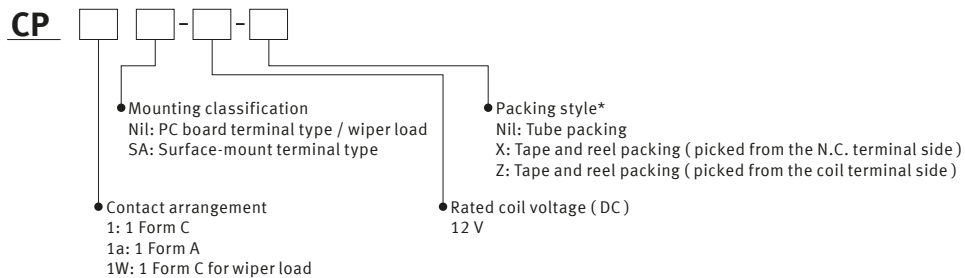 CP - -
Mounting classification
Nil: PC board terminal type / wiper load
SA: Surface-mount terminal type
Packing style*
Nil: Tube packing
X: Tape and reel packing ( picked from the N.C. terminal side )
Z: Tape and reel packing ( picked from the coil terminal side )
Contact arrangement
1: 1 Form C
1a: 1 Form A
1W: 1 Form C for wiper load
Rated coil voltage ( DC )
12 V